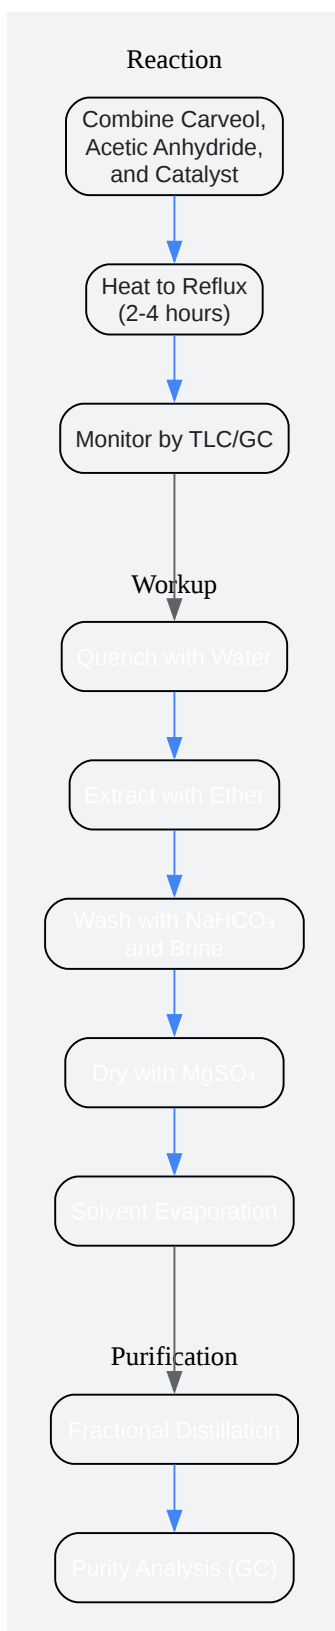 Reaction
Combine Carveol,
Acetic Anhydride,
and Catalyst
Heat to Reflux
(2-4 hours)
Monitor by TLC/GC
Workup
Quench with Water
Extract with Ether
Wash with NaHCO₃
and Brine
Dry with MgSO₄
Solvent Evaporation
Purification
Fractional Distillation
Purity Analysis (GC)